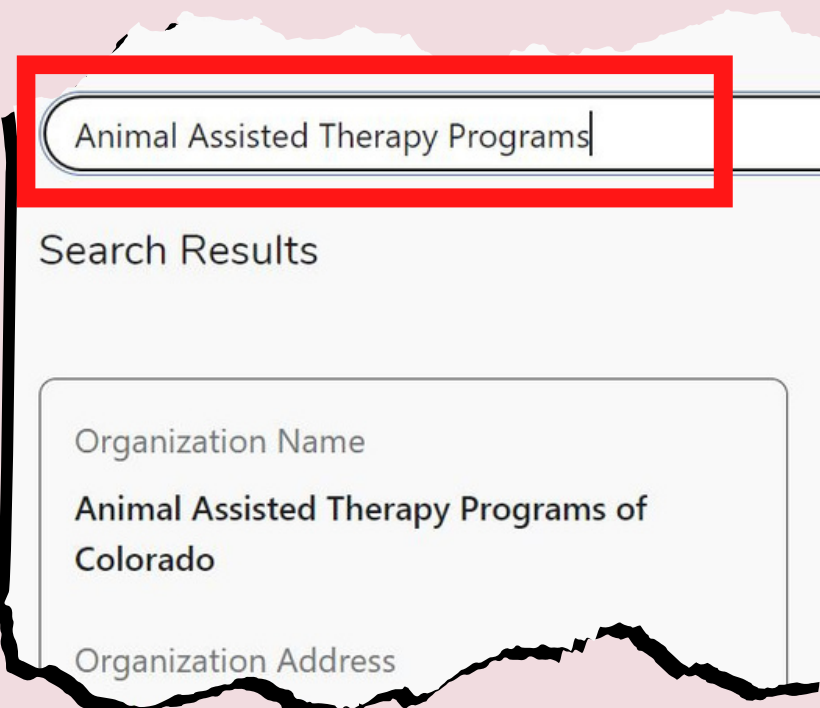 Animal Assisted Therapy Programs
Search Results
Organization Name
Animal Assisted Therapy Programs of
Colorado
Organization Address